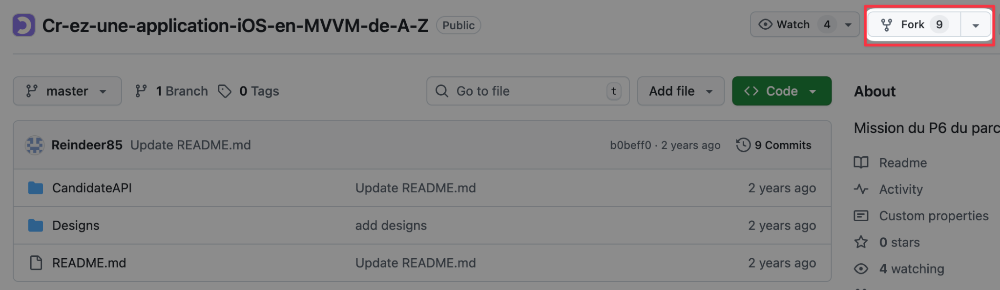 Cr-ez-une-application-iOS-en-MVVM-de-A-Z Public Watch 4 Fork 9
master 1 Branch 0 Tags Go to file t Add file Code About
Mission du P6 du parc
Reindeer85 Update README.md b0beff0 · 2 years ago 9 Commits
Readme
CandidateAPI Update README.md 2 years ago
Activity
Custom properties
Designs add designs 2 years ago
0 stars
README.md Update README.md 2 years ago
4 watching